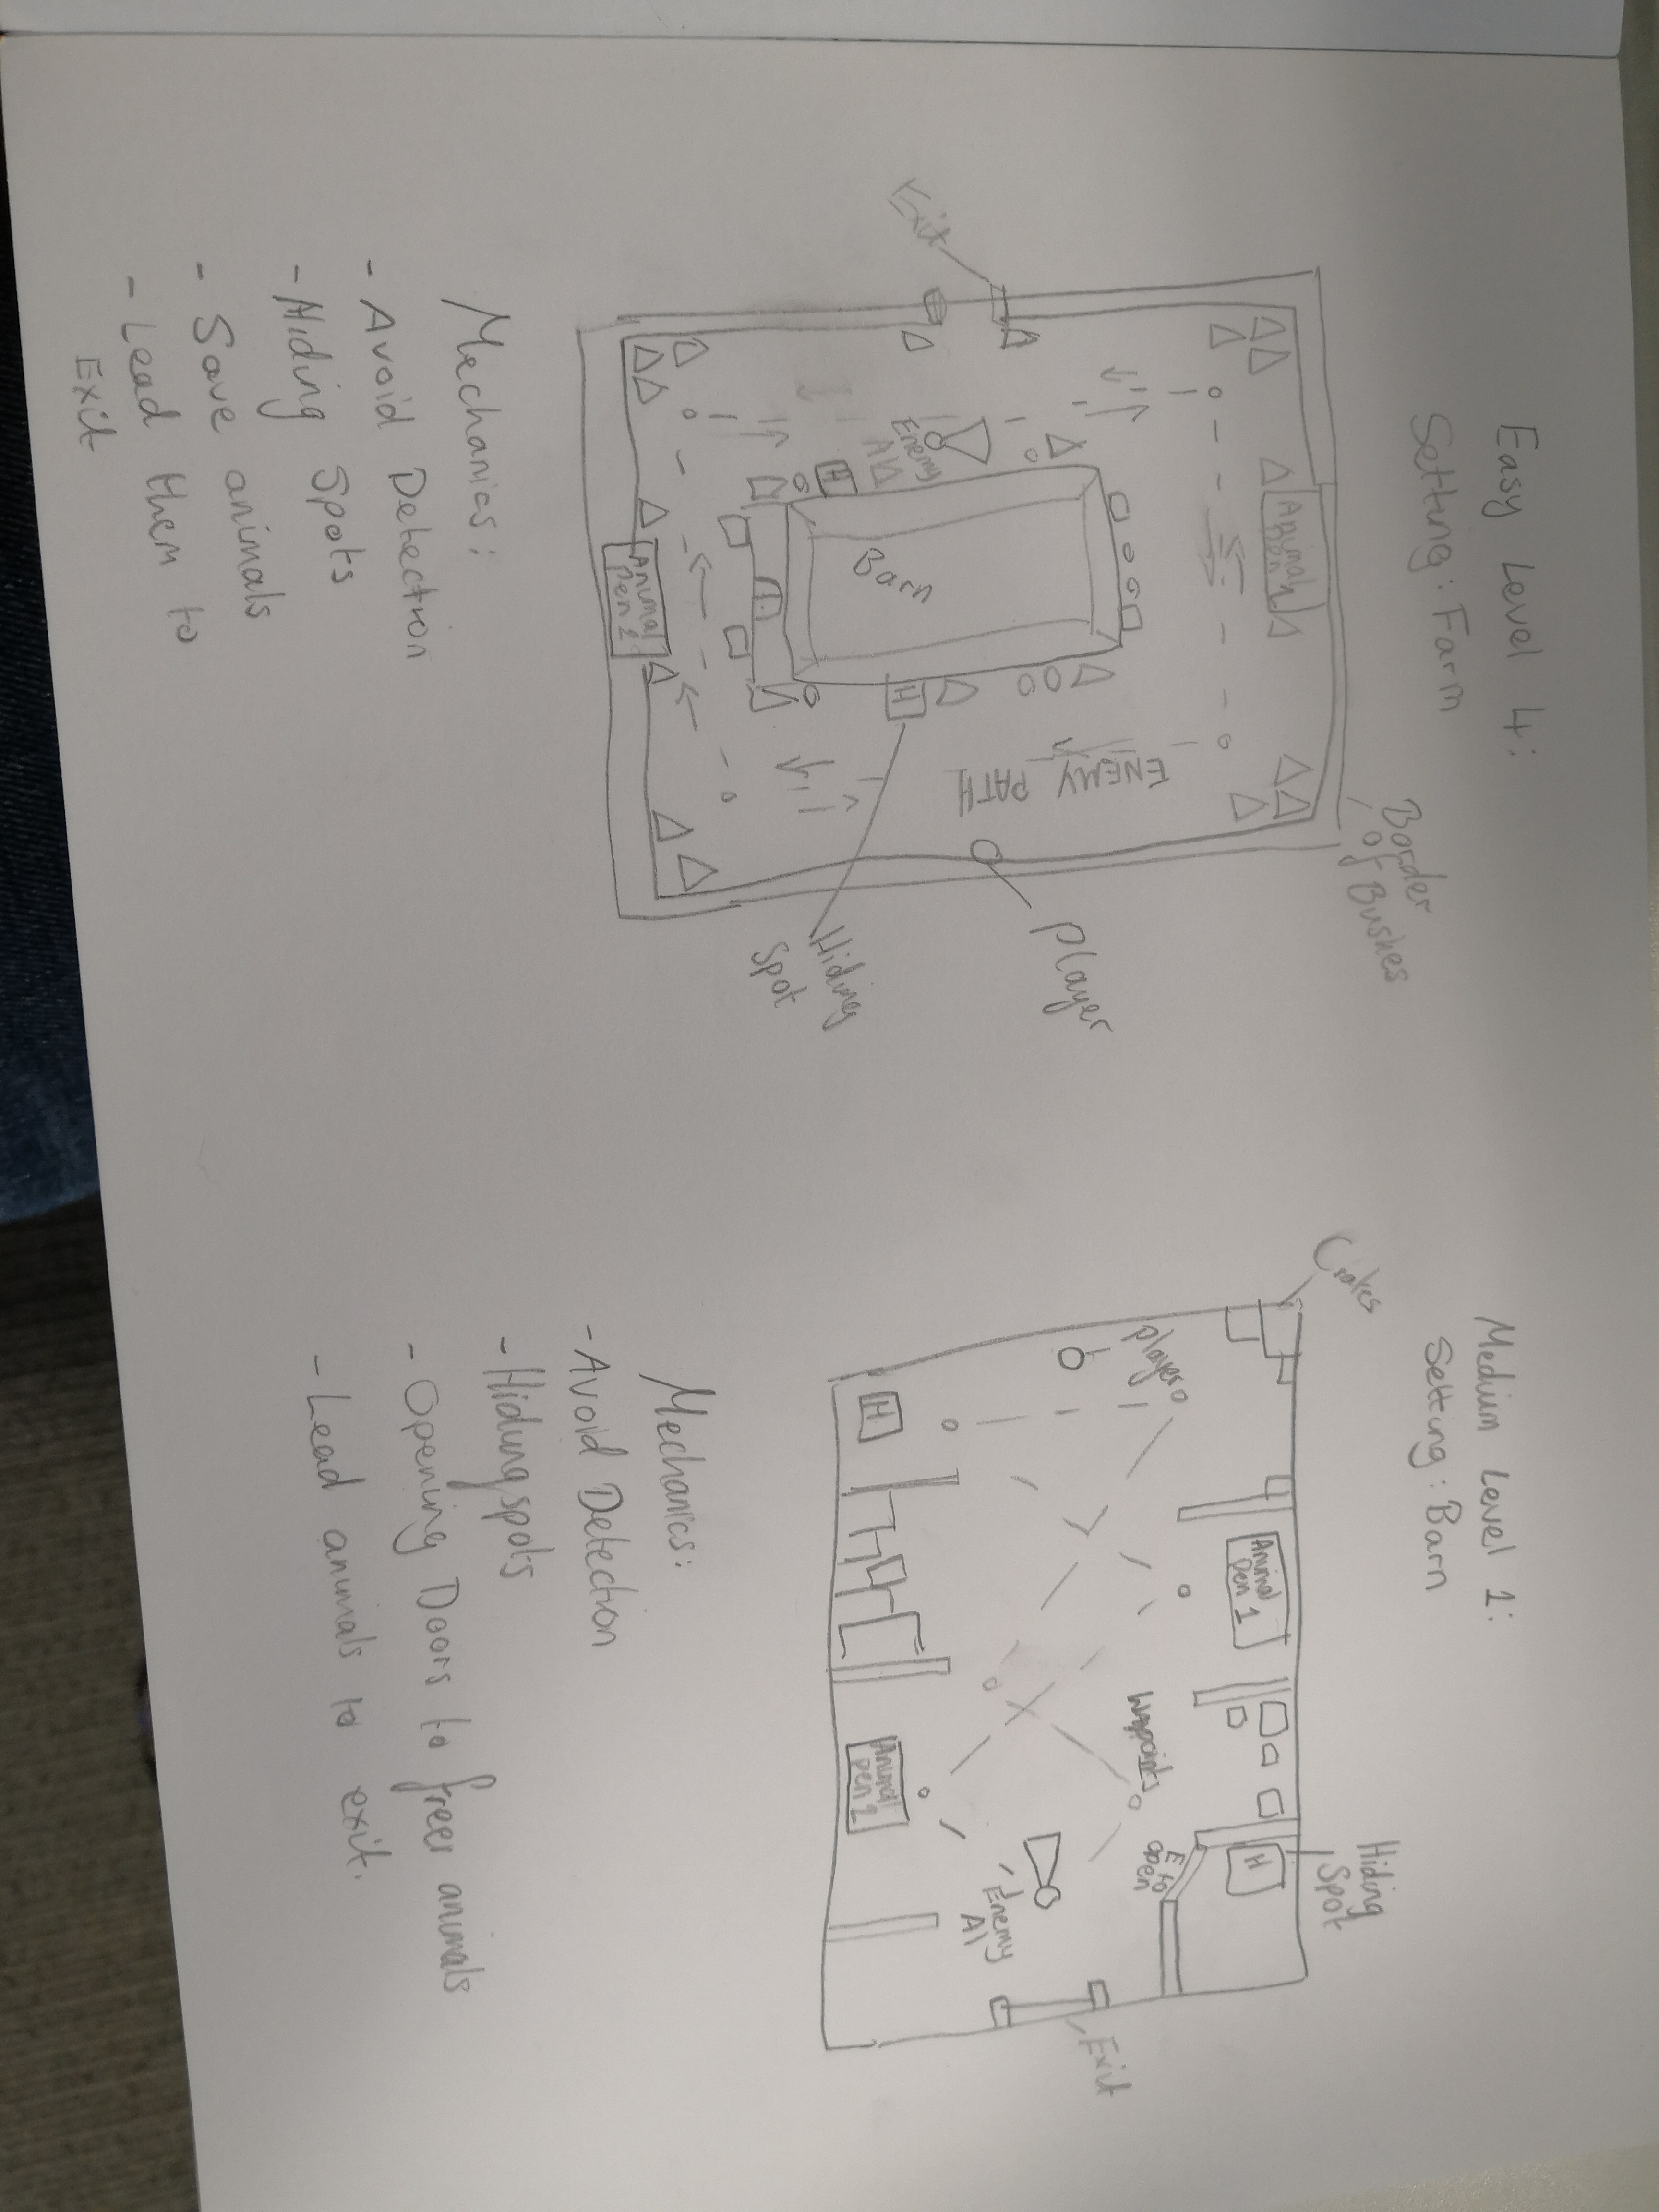 Easy Level 4:
Setting: Farm
Border
of Bushes
Animal
Pen 1
ENEMY PATH
Player
Exit
Enemy
AI
Barn
H
H
Hiding
Spot
Animal
Pen 2
Mechanics:
- Avoid Detection
- Hiding Spots
- Save animals
- Lead them to
Exit
Medium Level 1:
Setting: Barn
Crates
Hiding
Spot
Animal
Pen 1
H
Player
Waypoints
E to
open
Exit
Enemy
AI
H
Animal
Pen 2
Mechanics:
- Avoid Detection
- Hiding spots
- Opening Doors to free animals
- Lead animals to exit.